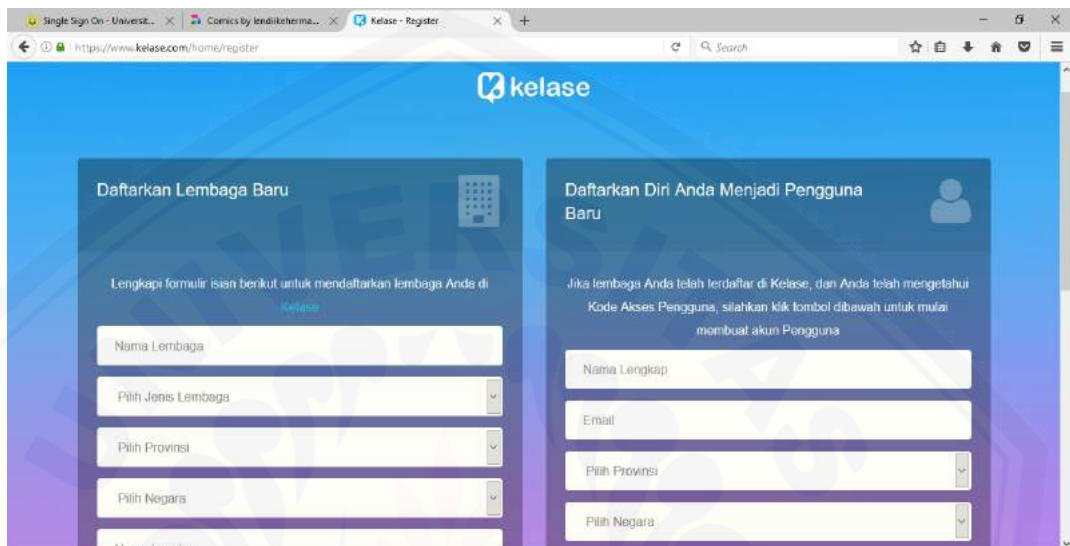 Single Sign On - Universit...
Comics by lendiikeherma...
Kelase - Register
https://www.kelase.com/home/register
Search
kelase
Daftarkan Lembaga Baru
Lengkapi formulir isian berikut untuk mendaftarkan lembaga Anda di
Kelase
Nama Lembaga
Pilih Jenis Lembaga
Pilih Provinsi
Pilih Negara
Daftarkan Diri Anda Menjadi Pengguna
Baru
Jika lembaga Anda telah terdaftar di Kelase, dan Anda telah mengetahui
Kode Akses Pengguna, silahkan klik tombol dibawah untuk mulai
membuat akun Pengguna
Nama Lengkap
Email
Pilih Provinsi
Pilih Negara
UNIVERSITAS